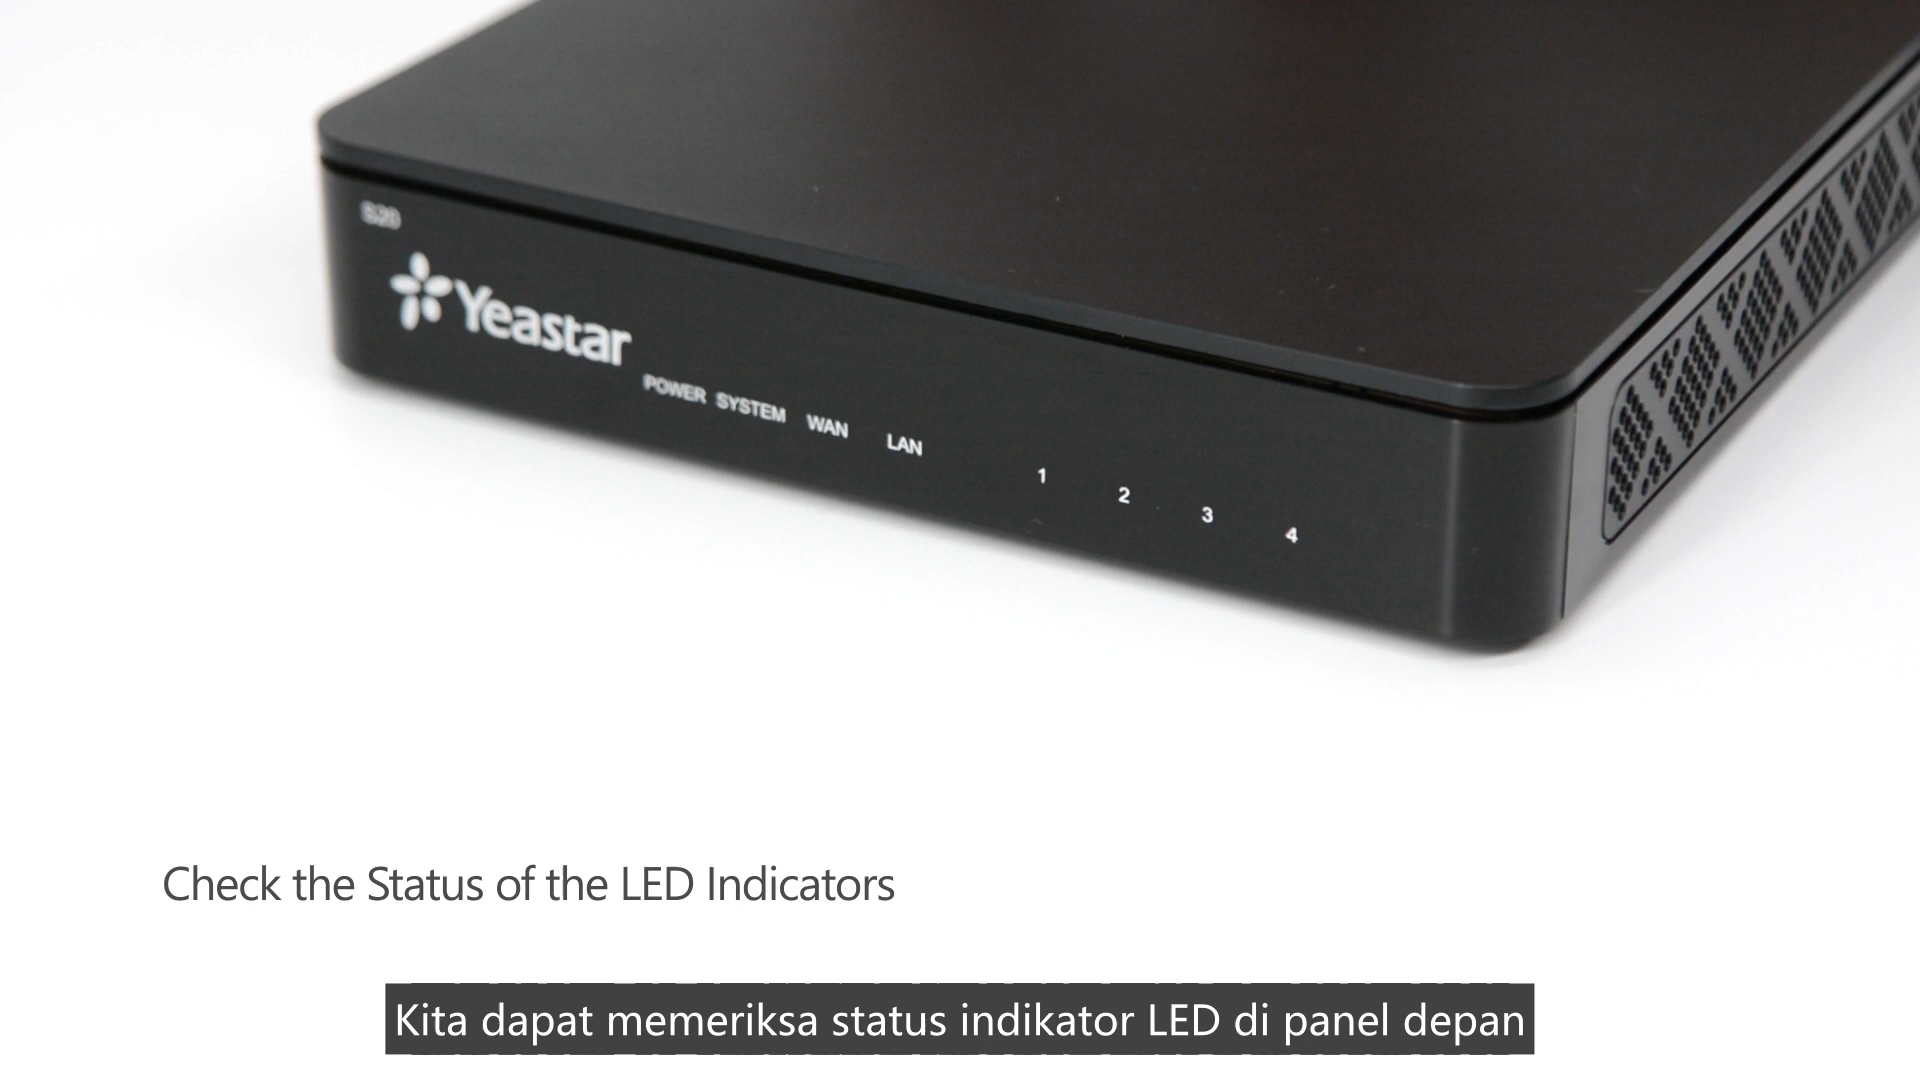 S20
Yeastar
POWER SYSTEM WAN LAN 1 2 3 4
Check the Status of the LED Indicators
Kita dapat memeriksa status indikator LED di panel depan